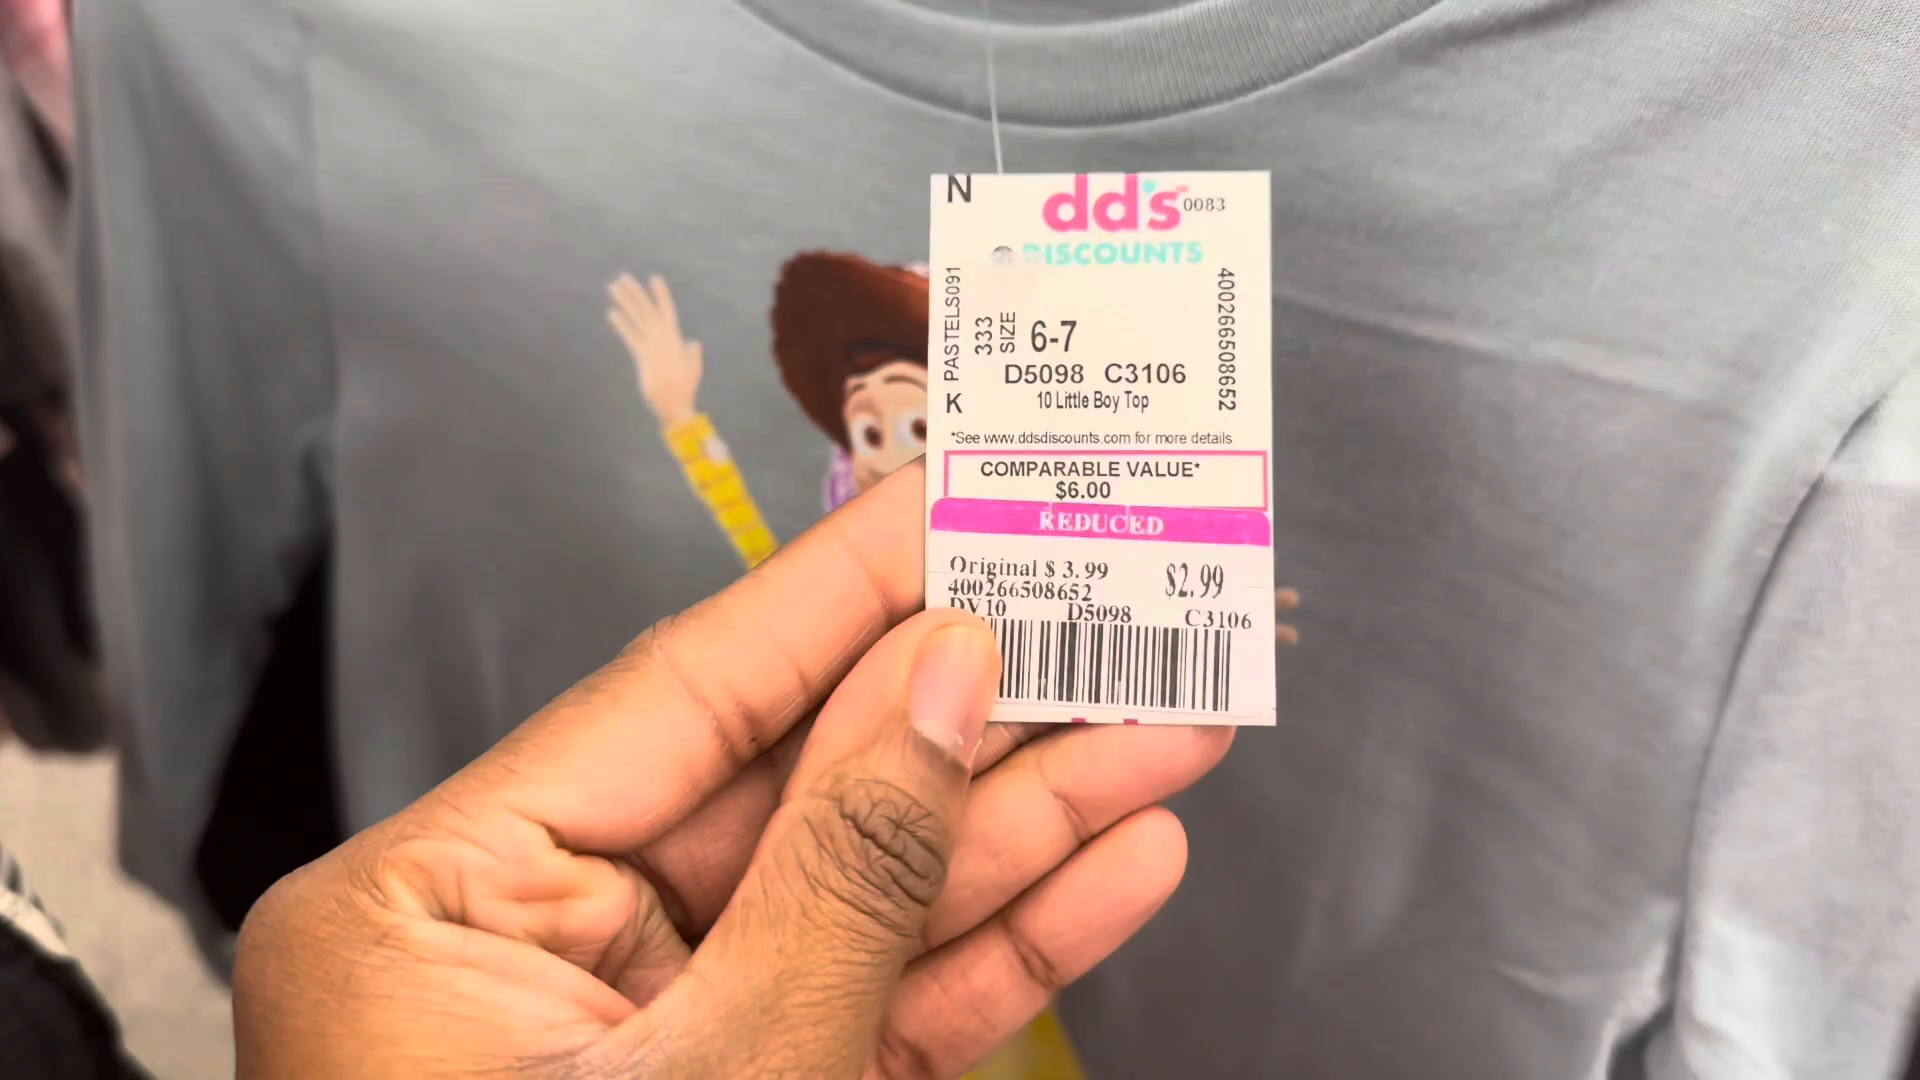 N
dd's
0083
DISCOUNTS
K PASTELS091
333
SIZE
6-7
400266508652
D5098 C3106
10 Little Boy Top
*See www.ddsdiscounts.com for more details
COMPARABLE VALUE*
$6.00
REDUCED
Original $ 3.99
$2.99
400266508652
DV10 D5098 C3106